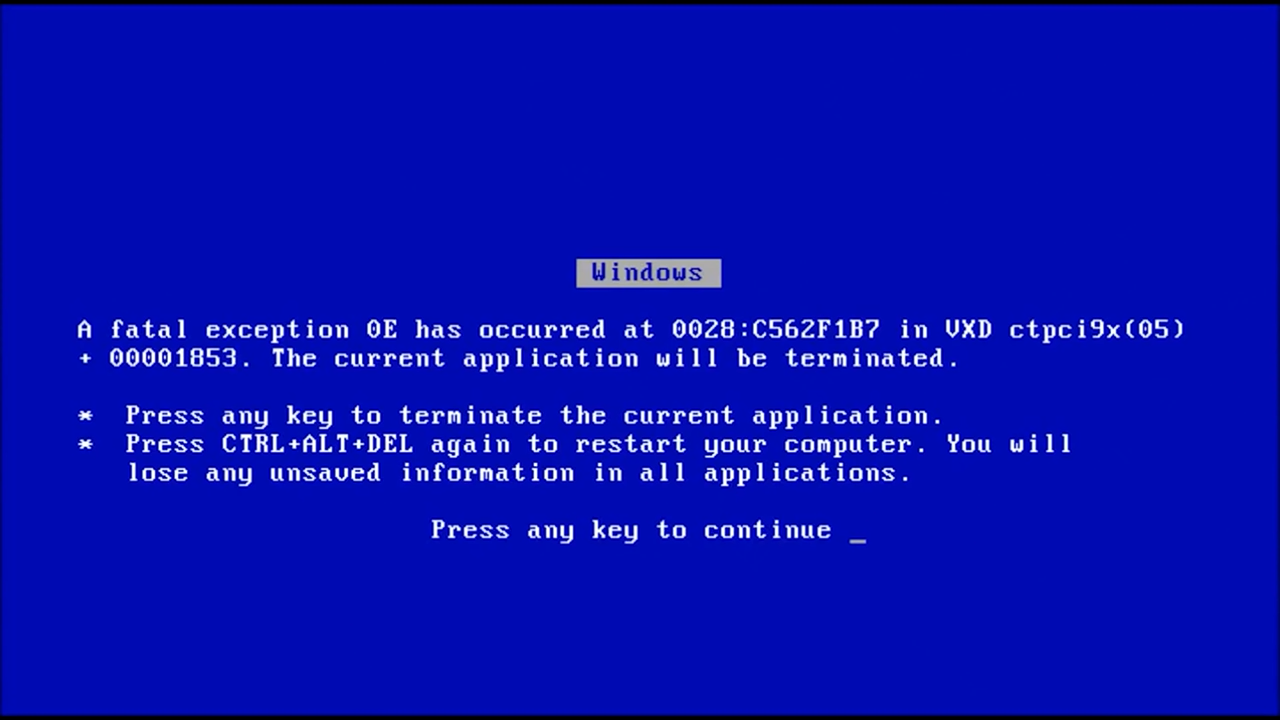 Windows
A fatal exception 0E has occurred at 0028:C562F1B7 in VXD ctpci9x(05)
+ 00001853. The current application will be terminated.
* Press any key to terminate the current application.
* Press CTRL+ALT+DEL again to restart your computer. You will
lose any unsaved information in all applications.
Press any key to continue _